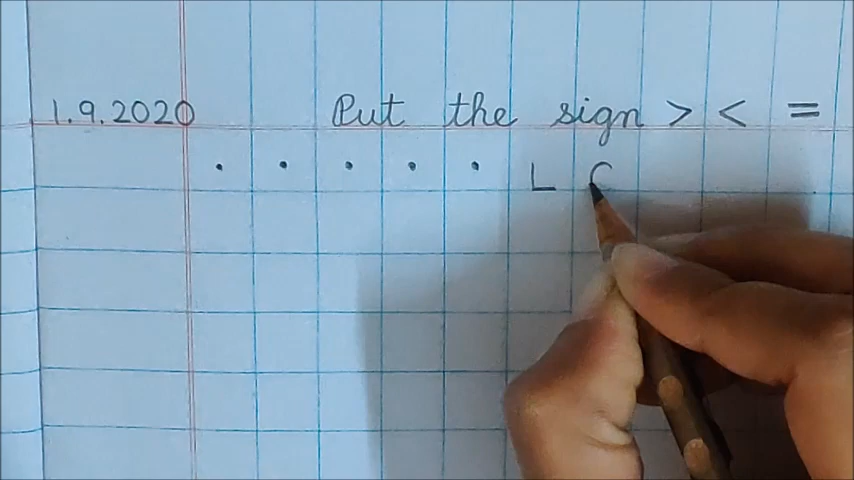 1.9.2020 Put the sign > < =
. . . . . L C